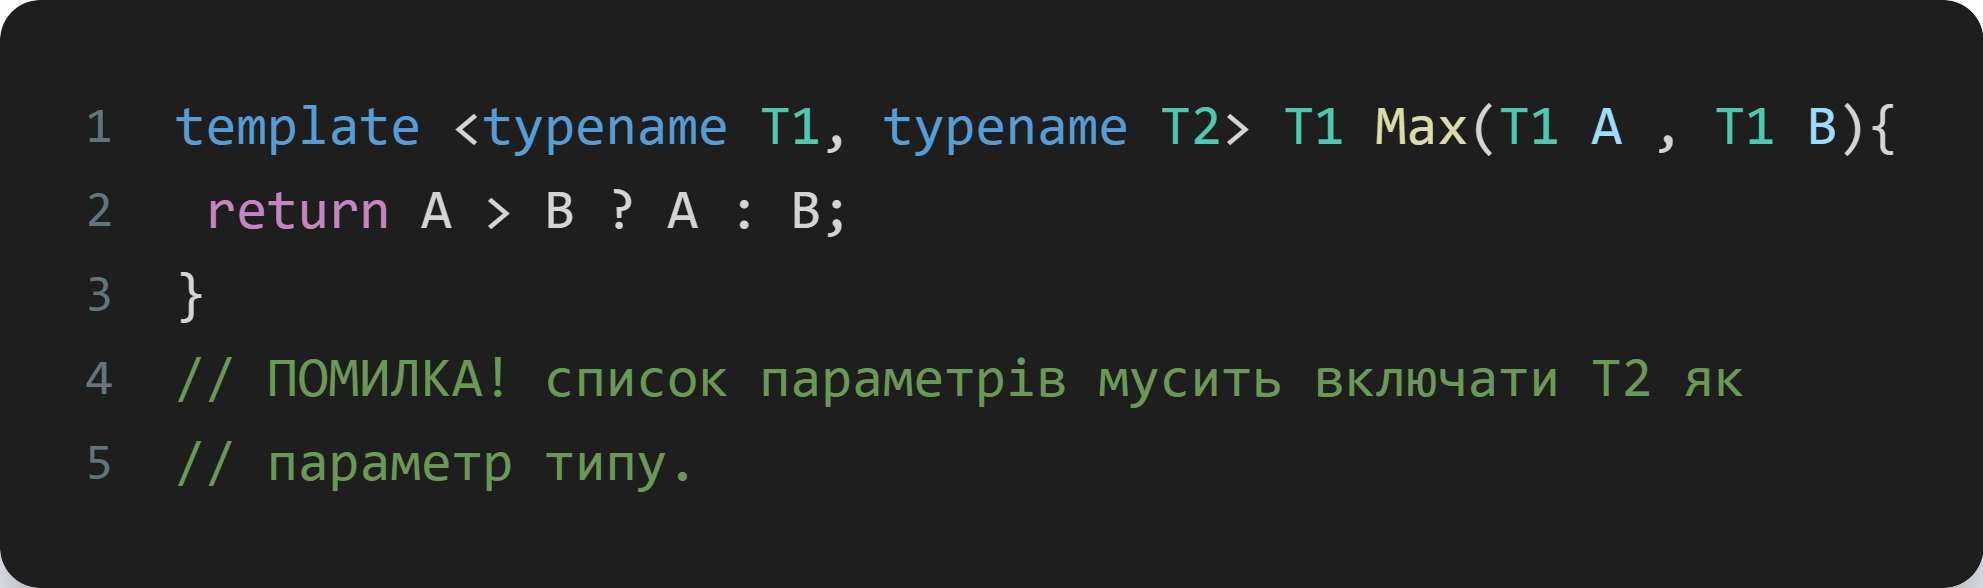 1 template <typename T1, typename T2> T1 Max(T1 A , T1 B){
2  return A > B ? A : B;
3 }
4 // ПОМИЛКА! список параметрів мусить включати T2 як
5 // параметр типу.